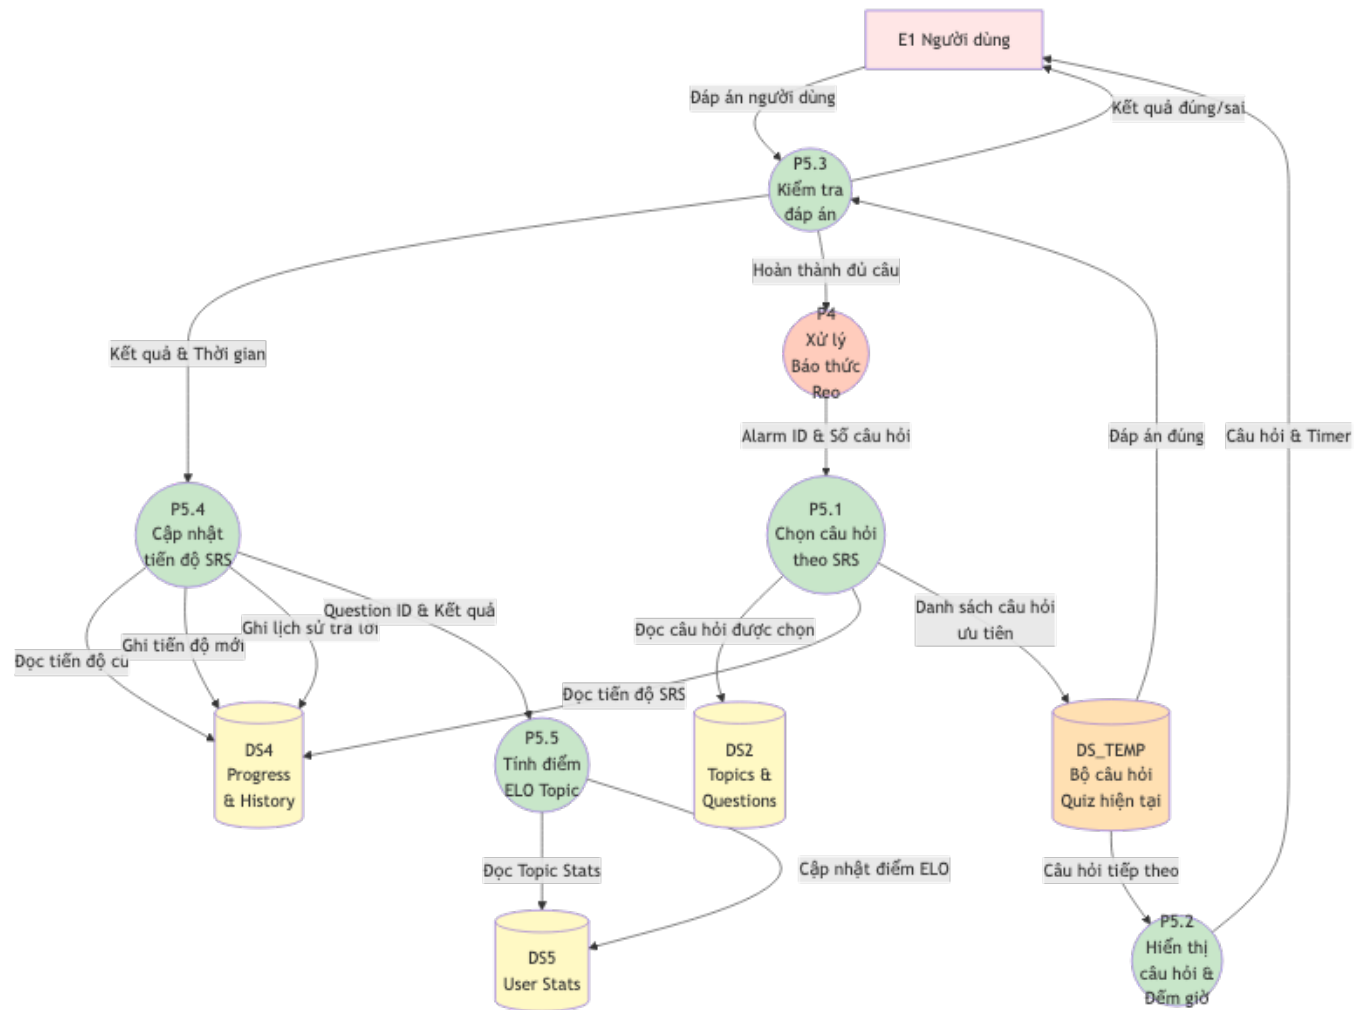 E1 Người dùng
Đáp án người dùng
Kết quả đúng/sai
P5.3
Kiểm tra
đáp án
Hoàn thành đủ câu
P4
Xử lý
Báo thức
Reo
Kết quả & Thời gian
Alarm ID & Số câu hỏi
Đáp án đúng
Câu hỏi & Timer
P5.4
Cập nhật
tiến độ SRS
P5.1
Chọn câu hỏi
theo SRS
Question ID & Kết quả
Ghi lịch sử trả lời
Ghi tiến độ mới
Đọc tiến độ cũ
Đọc câu hỏi được chọn
Danh sách câu hỏi
ưu tiên
Đọc tiến độ SRS
DS4
Progress
& History
P5.5
Tính điểm
ELO Topic
DS2
Topics &
Questions
DS_TEMP
Bộ câu hỏi
Quiz hiện tại
Đọc Topic Stats
Cập nhật điểm ELO
Câu hỏi tiếp theo
DS5
User Stats
P5.2
Hiển thị
câu hỏi &
Đếm giờ